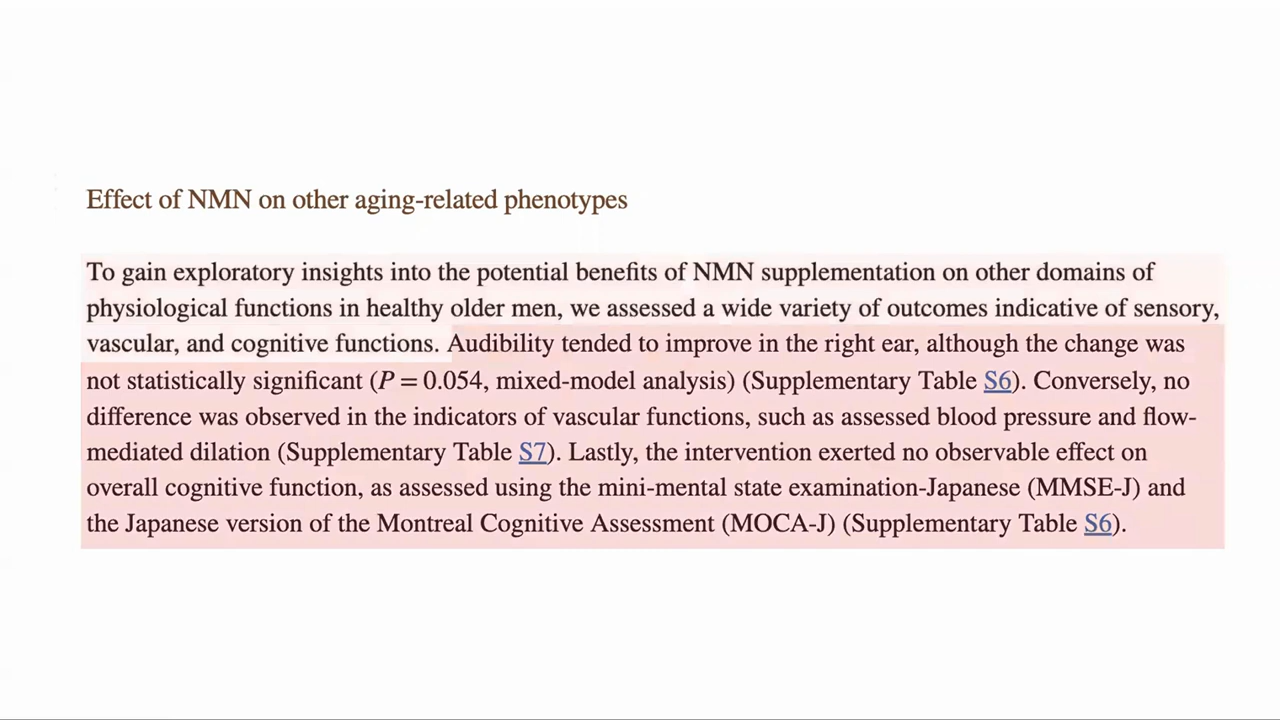 Effect of NMN on other aging-related phenotypes
To gain exploratory insights into the potential benefits of NMN supplementation on other domains of
physiological functions in healthy older men, we assessed a wide variety of outcomes indicative of sensory,
vascular, and cognitive functions. Audibility tended to improve in the right ear, although the change was
not statistically significant (P = 0.054, mixed-model analysis) (Supplementary Table S6). Conversely, no
difference was observed in the indicators of vascular functions, such as assessed blood pressure and flow-
mediated dilation (Supplementary Table S7). Lastly, the intervention exerted no observable effect on
overall cognitive function, as assessed using the mini-mental state examination-Japanese (MMSE-J) and
the Japanese version of the Montreal Cognitive Assessment (MOCA-J) (Supplementary Table S6).